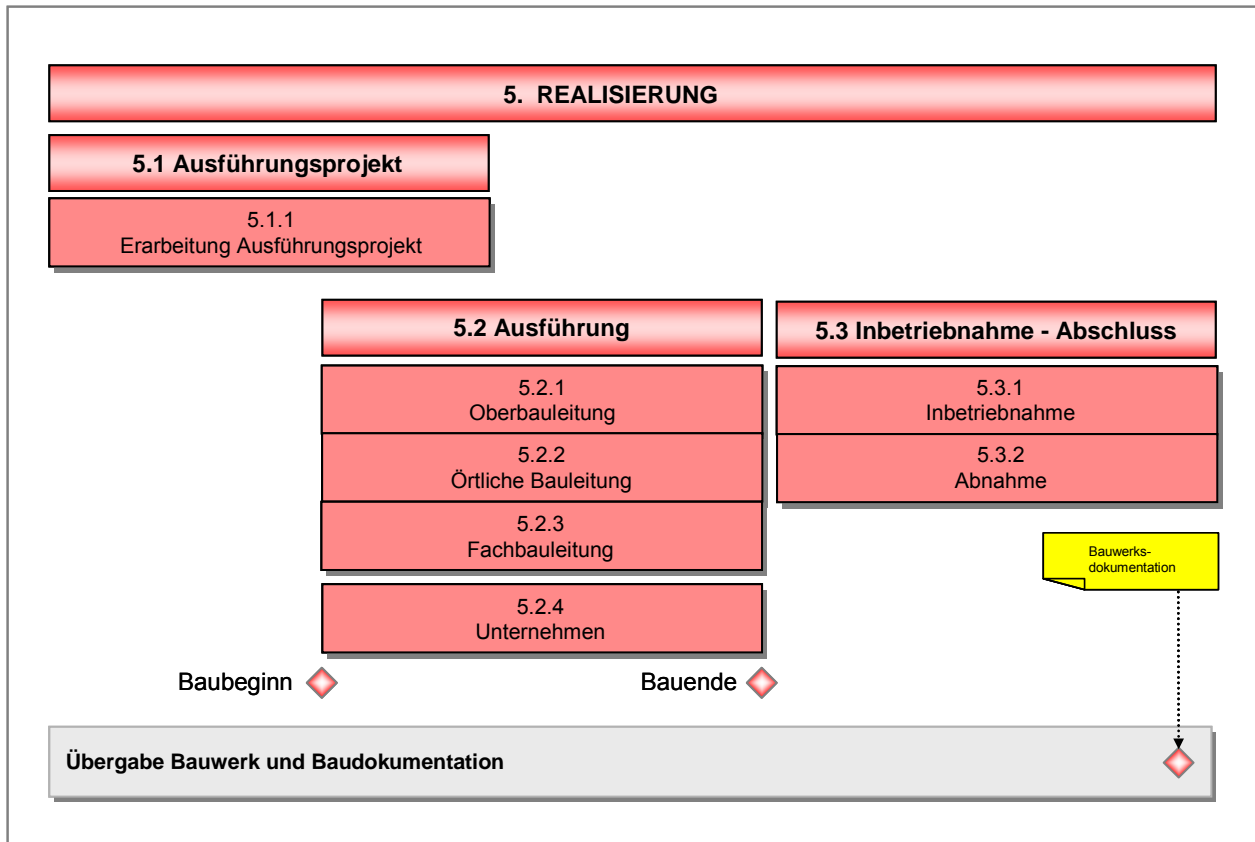 5. REALISIERUNG
5.1 Ausführungsprojekt
5.1.1
Erarbeitung Ausführungsprojekt
5.2 Ausführung
5.2.1
Oberbauleitung
5.2.2
Örtliche Bauleitung
5.2.3
Fachbauleitung
5.2.4
Unternehmen
5.3 Inbetriebnahme - Abschluss
5.3.1
Inbetriebnahme
5.3.2
Abnahme
Bauwerks-
dokumentation
Baubeginn
Bauende
Übergabe Bauwerk und Baudokumentation